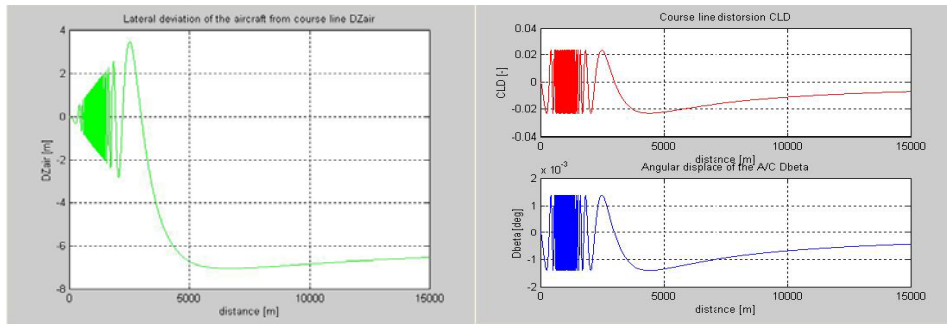 Lateral deviation of the aircraft from course line DZair
4
2
0
-2
-4
-6
-8
DZair [m]
0
5000
10000
15000
distance [m]
Course line distorsion CLD
0.04
0.02
0
-0.02
-0.04
CLD [-]
0
5000
10000
15000
distance [m]
Angular displace of the A/C Dbeta
x 10-3
2
1
0
-1
-2
Dbeta [deg]
0
5000
10000
15000
distance [m]